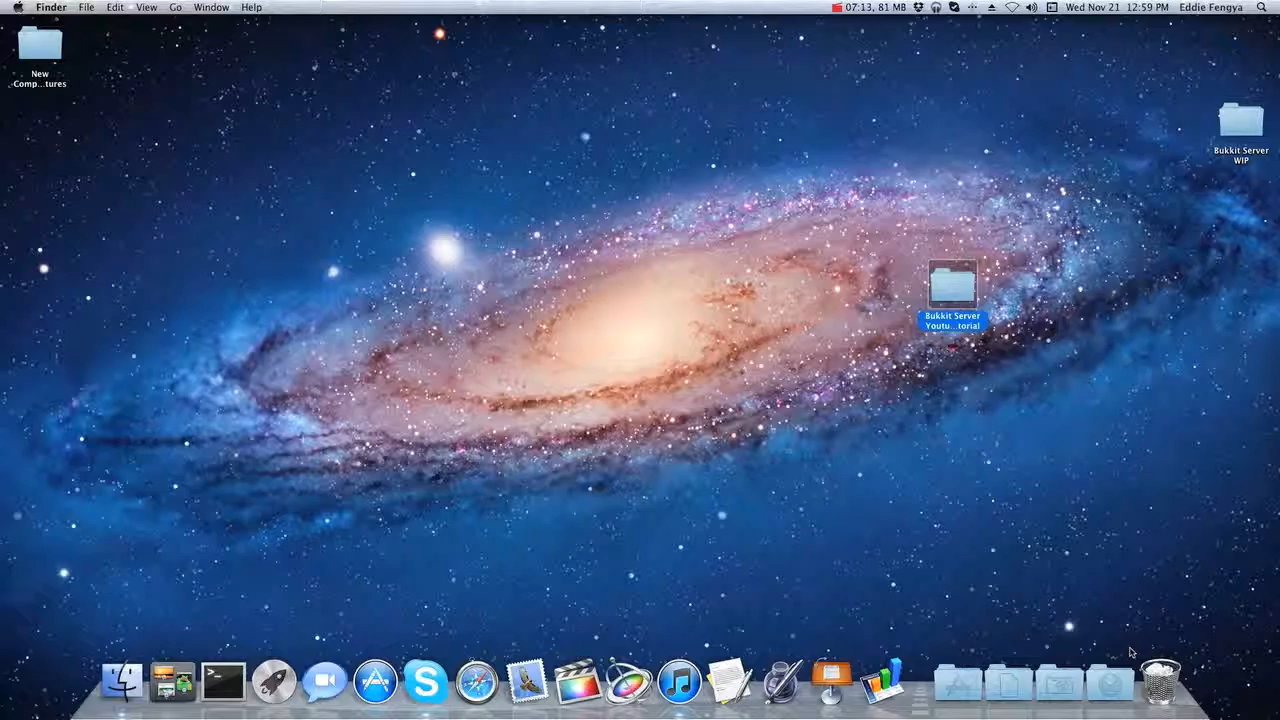 Finder File Edit View Go Window Help 07:13, 81 MB Wed Nov 21 12:59 PM Eddie Fengya
New
Comp...tures
Bukkit Server
WIP
Bukkit Server
Youtu...torial